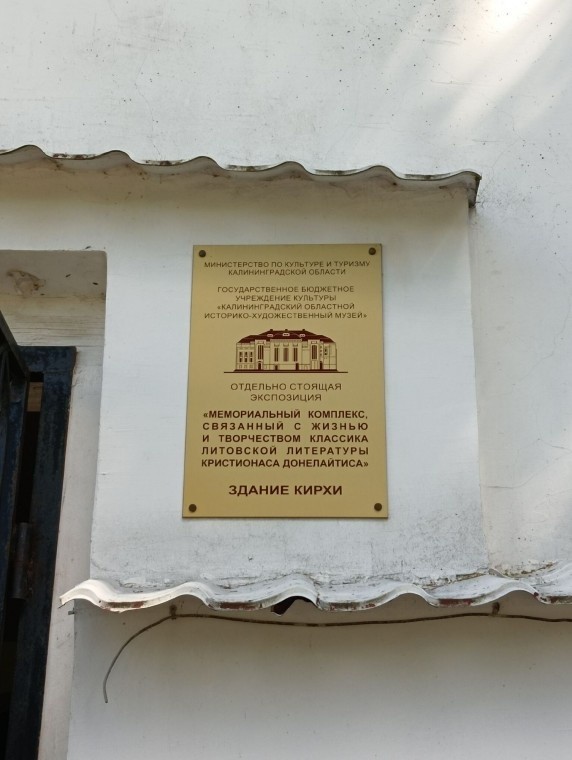 МИНИСТЕРСТВО ПО КУЛЬТУРЕ И ТУРИЗМУ
КАЛИНИНГРАДСКОЙ ОБЛАСТИ
ГОСУДАРСТВЕННОЕ БЮДЖЕТНОЕ
УЧРЕЖДЕНИЕ КУЛЬТУРЫ
«КАЛИНИНГРАДСКИЙ ОБЛАСТНОЙ
ИСТОРИКО-ХУДОЖЕСТВЕННЫЙ МУЗЕЙ»
ОТДЕЛЬНО СТОЯЩАЯ
ЭКСПОЗИЦИЯ
«МЕМОРИАЛЬНЫЙ КОМПЛЕКС,
СВЯЗАННЫЙ С ЖИЗНЬЮ
И ТВОРЧЕСТВОМ КЛАССИКА
ЛИТОВСКОЙ ЛИТЕРАТУРЫ
КРИСТИОНАСА ДОНЕЛАЙТИСА»
ЗДАНИЕ КИРХИ